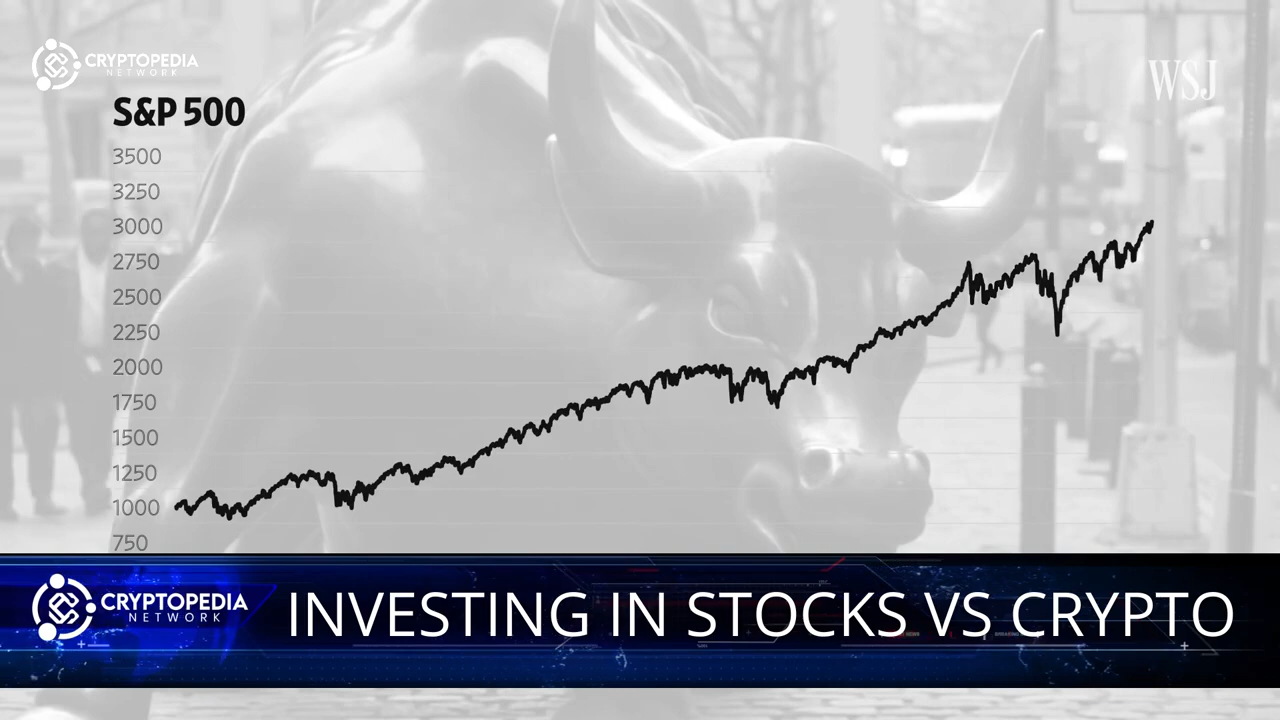 CRYPTOPEDIA
NETWORK
WSJ
S&P 500
3500
3250
3000
2750
2500
2250
2000
1750
1500
1250
1000
750
CRYPTOPEDIA
NETWORK
INVESTING IN STOCKS VS CRYPTO